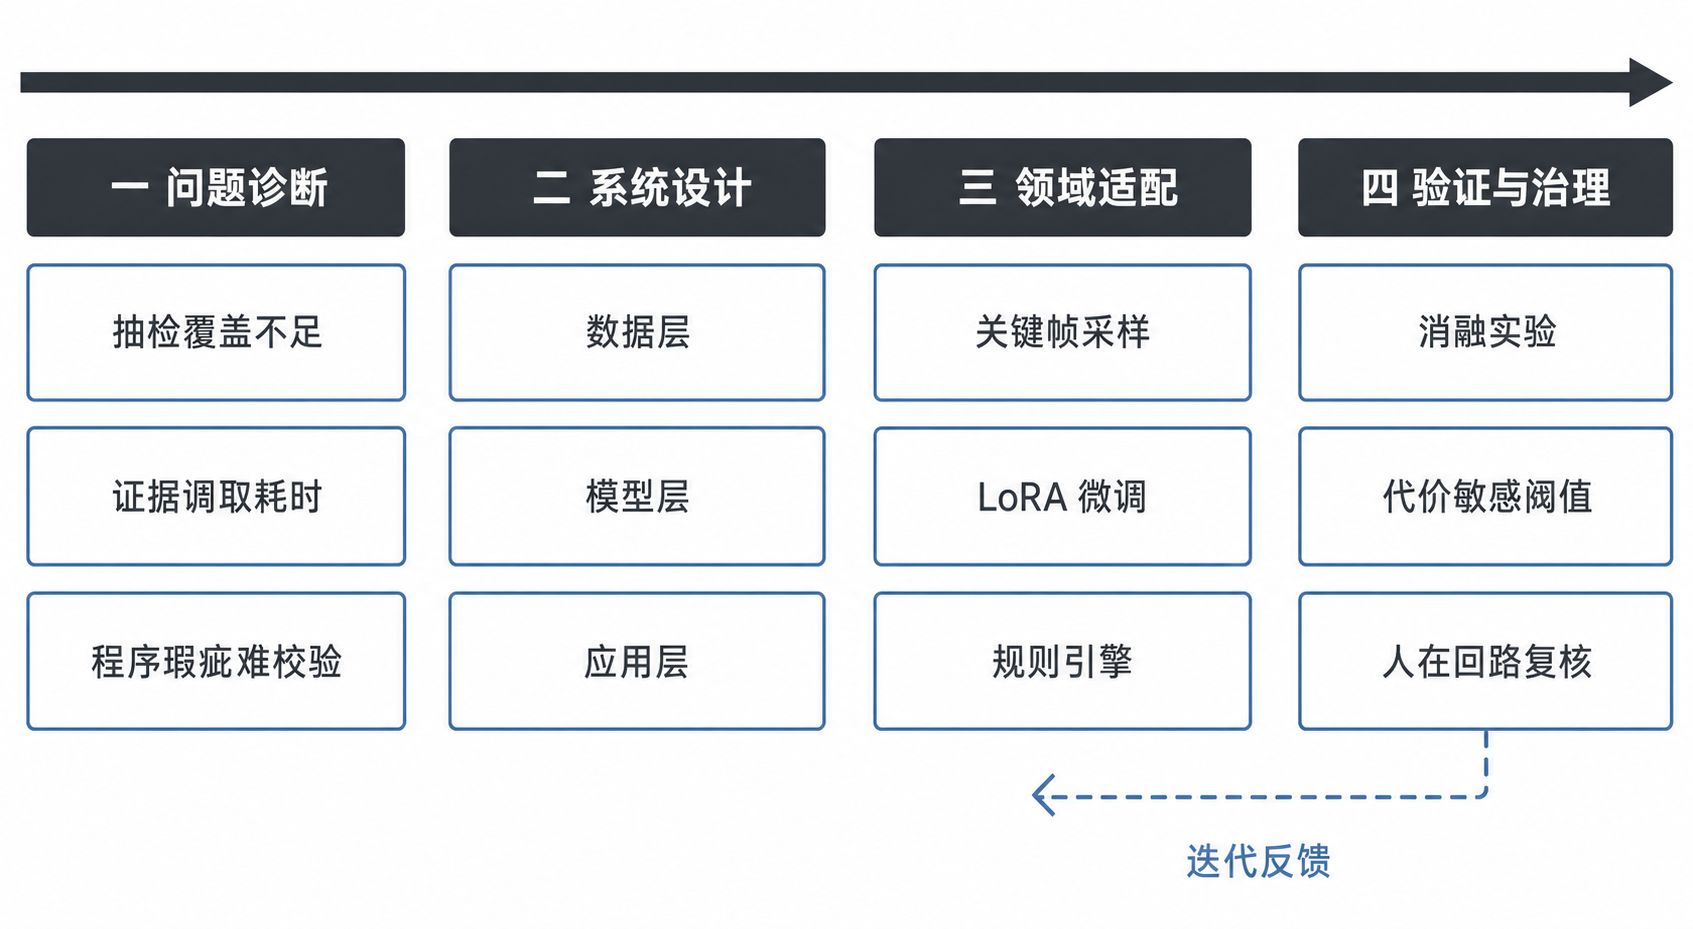 一 问题诊断
抽检覆盖不足
证据调取耗时
程序瑕疵难校验
二 系统设计
数据层
模型层
应用层
三 领域适配
关键帧采样
LoRA 微调
规则引擎
四 验证与治理
消融实验
代价敏感阀值
人在回路复核
迭代反馈